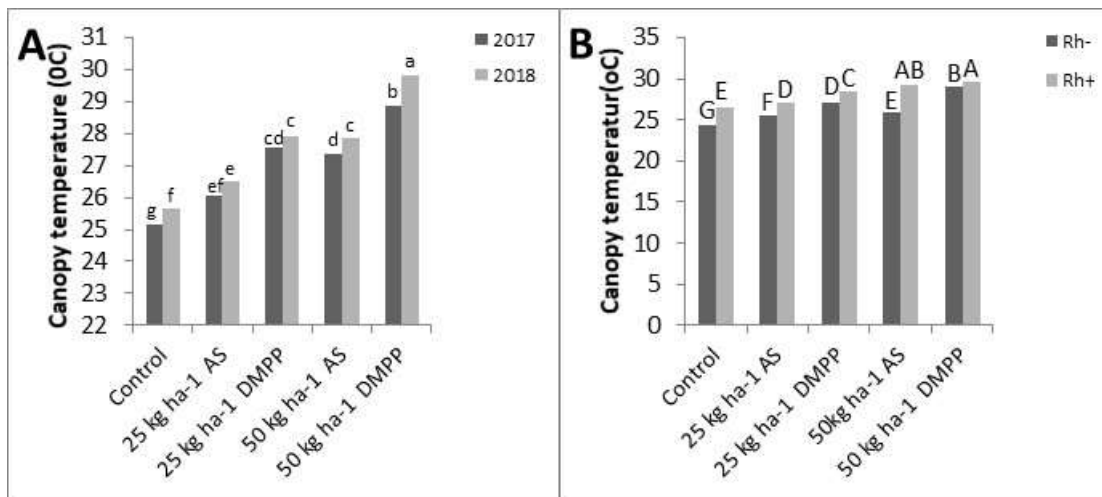 A
Canopy temperature (0C)
31
30
29
28
27
26
25
24
23
22
g
f
ef
e
cd
c
d
c
b
a
2017
2018
Control
25 kg ha-1 AS
25 kg ha-1 DMPP
50 kg ha-1 AS
50 kg ha-1 DMPP
B
Canopy temperatur(oC)
35
30
25
20
15
10
5
0
G
E
F
D
D
C
E
AB
B
A
Rh-
Rh+
Control
25 kg ha-1 AS
25 kg ha-1 DMPP
50kg ha-1 AS
50 kg ha-1 DMPP